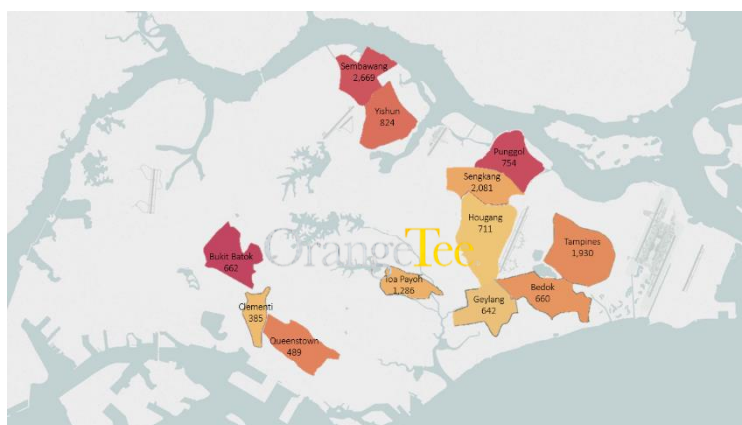 Sembawang
2,669
Yishun
824
Punggol
754
Sengkang
2,081
Hougang
711
OrangeTee
Tampines
1,930
Bukit Batok
662
Toa Payoh
1,286
Bedok
660
Geylang
642
Clementi
385
Queenstown
489